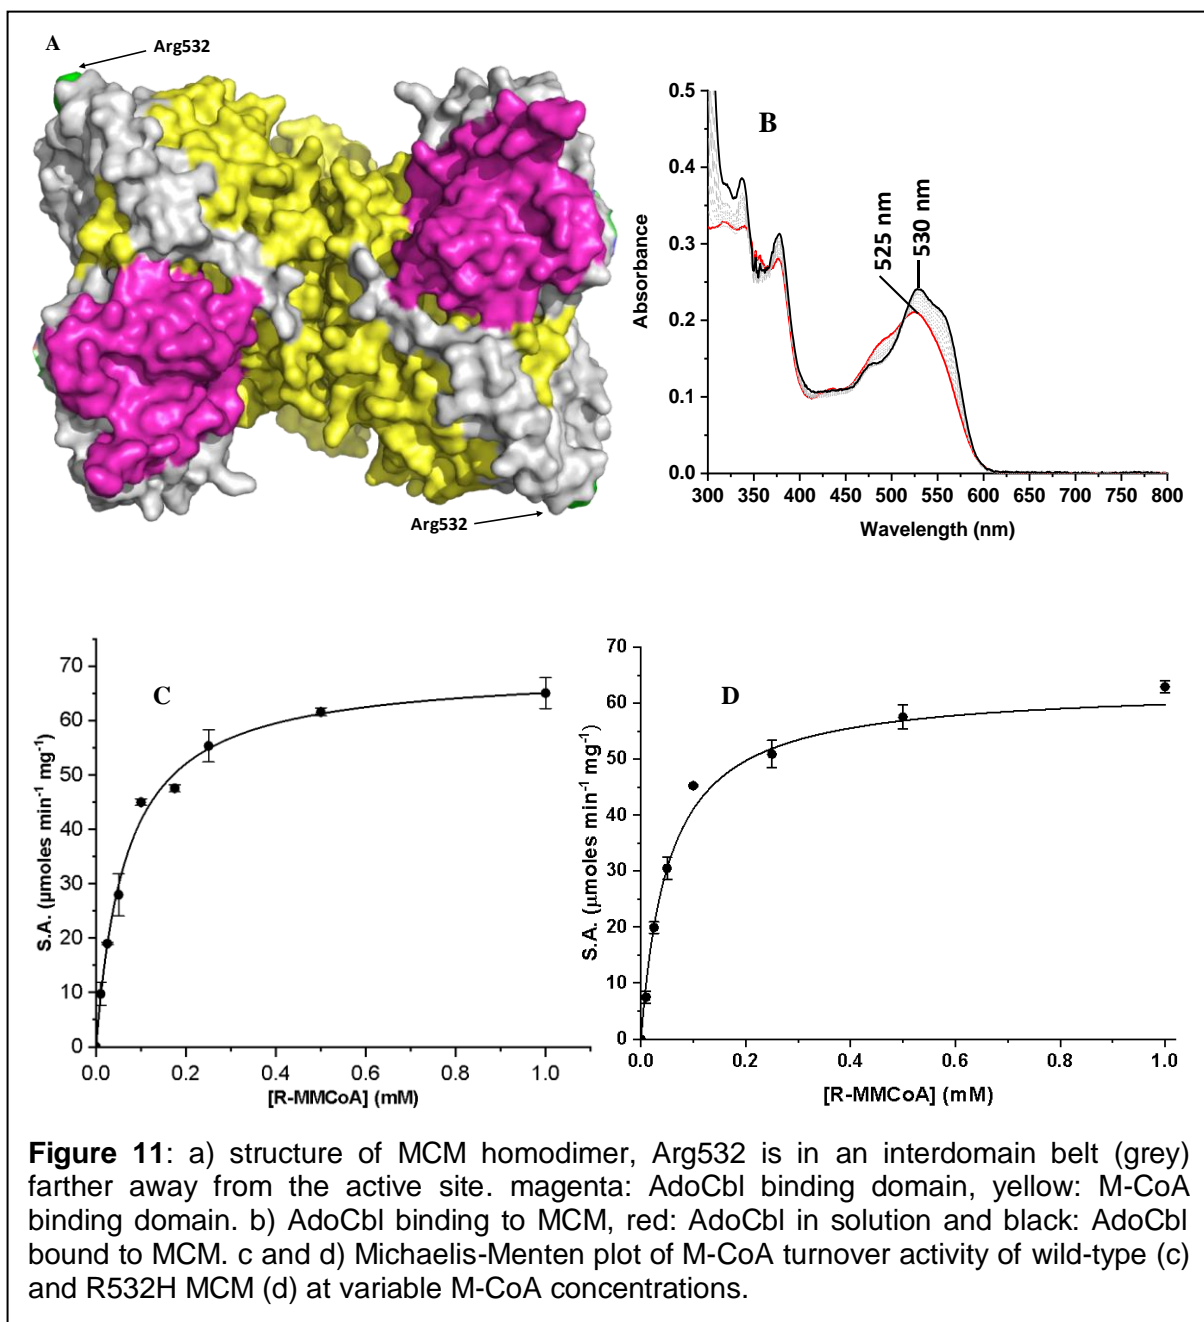 A
Arg532
Arg532
B
0.5
0.4
0.3
0.2
0.1
0.0
Absorbance
525 nm
530 nm
300 350 400 450 500 550 600 650 700 750 800
Wavelength (nm)
C
70
60
50
40
30
20
10
0
S.A. (µmoles min⁻¹ mg⁻¹)
0.0 0.2 0.4 0.6 0.8 1.0
[R-MMCoA] (mM)
D
70
60
50
40
30
20
10
0
S.A. (µmoles min⁻¹ mg⁻¹)
0.0 0.2 0.4 0.6 0.8 1.0
[R-MMCoA] (mM)
Figure 11: a) structure of MCM homodimer, Arg532 is in an interdomain belt (grey)
farther away from the active site. magenta: AdoCbl binding domain, yellow: M-CoA
binding domain. b) AdoCbl binding to MCM, red: AdoCbl in solution and black: AdoCbl
bound to MCM. c and d) Michaelis-Menten plot of M-CoA turnover activity of wild-type (c)
and R532H MCM (d) at variable M-CoA concentrations.